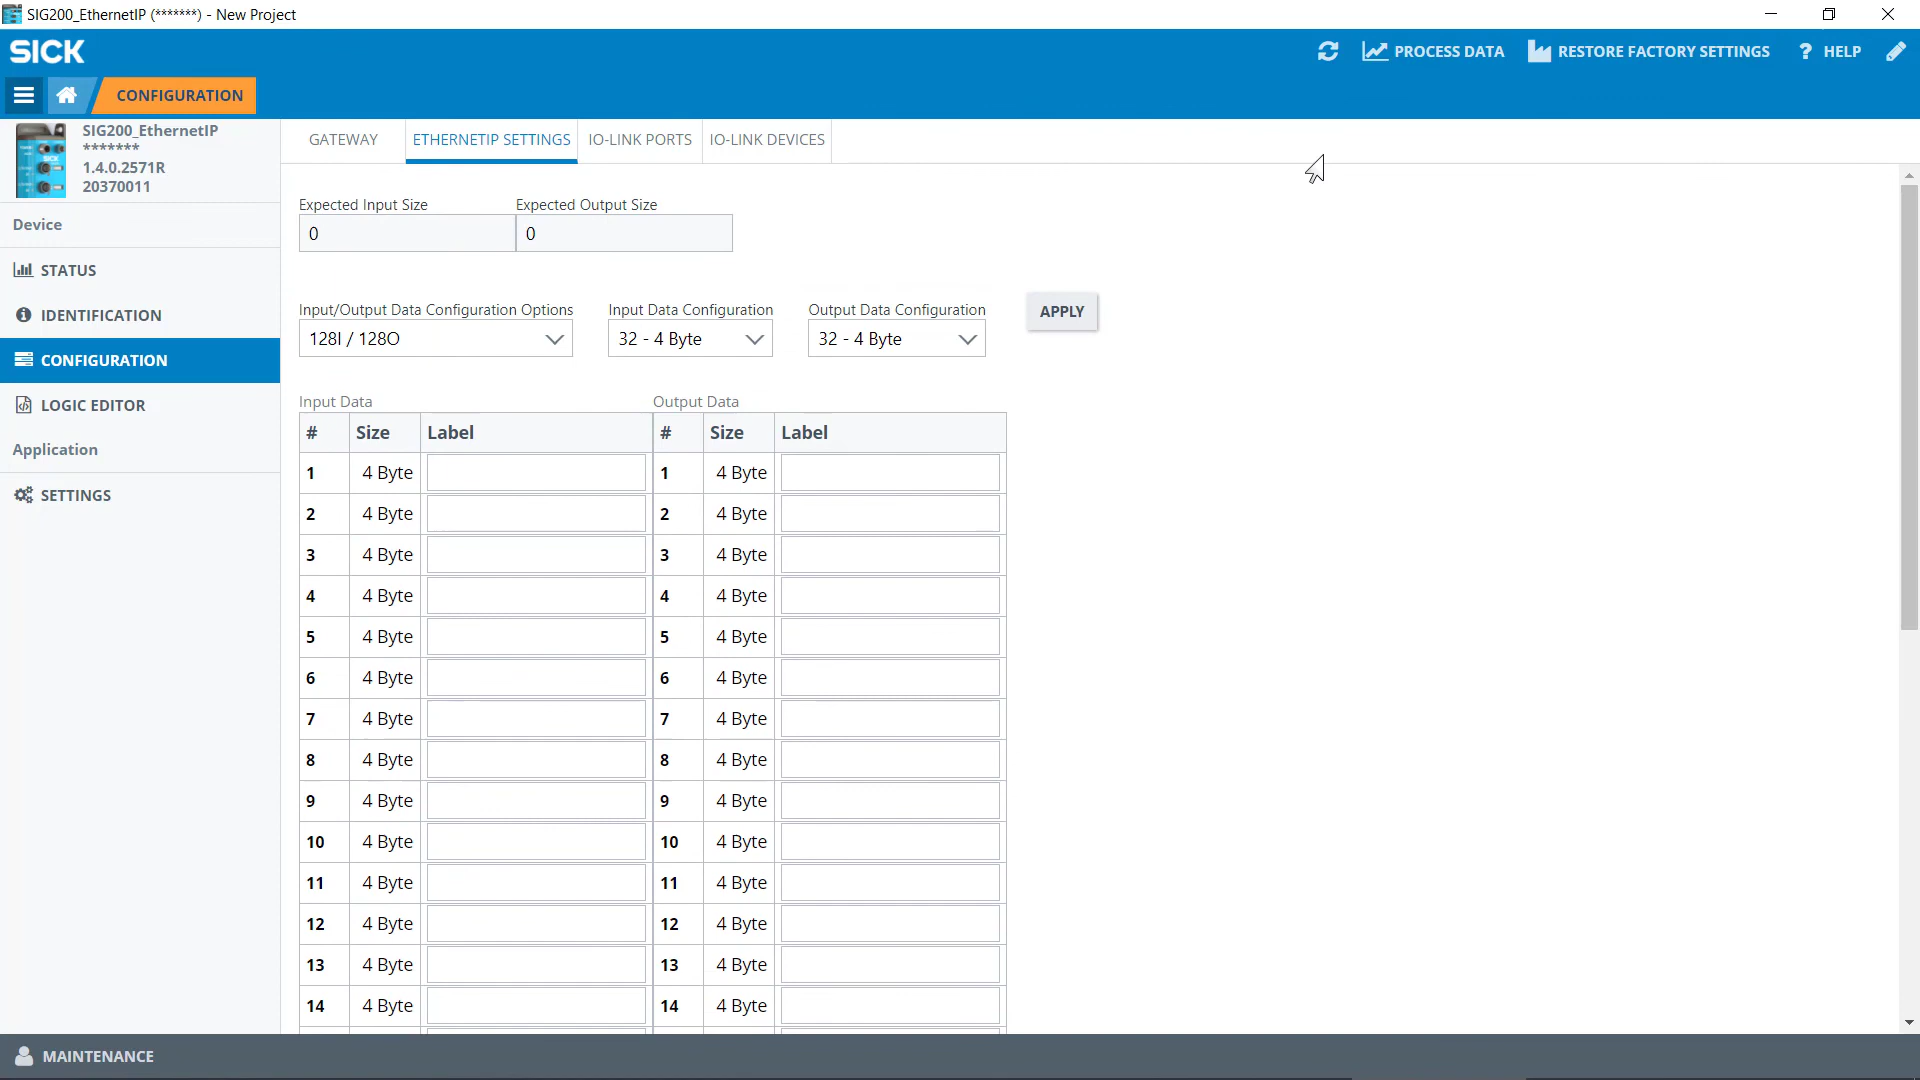 SIG200_EthernetIP (*******) - New Project
SICK
PROCESS DATA
RESTORE FACTORY SETTINGS
? HELP
CONFIGURATION
SIG200_EthernetIP
*******
1.4.0.2571R
20370011
Device
STATUS
IDENTIFICATION
CONFIGURATION
LOGIC EDITOR
Application
SETTINGS
GATEWAY
ETHERNETIP SETTINGS
IO-LINK PORTS
IO-LINK DEVICES
Expected Input Size Expected Output Size
0 0
Input/Output Data Configuration Options Input Data Configuration Output Data Configuration
128I / 128O 32 - 4 Byte 32 - 4 Byte
APPLY
Input Data Output Data
# Size Label # Size Label
1 4 Byte 1 4 Byte
2 4 Byte 2 4 Byte
3 4 Byte 3 4 Byte
4 4 Byte 4 4 Byte
5 4 Byte 5 4 Byte
6 4 Byte 6 4 Byte
7 4 Byte 7 4 Byte
8 4 Byte 8 4 Byte
9 4 Byte 9 4 Byte
10 4 Byte 10 4 Byte
11 4 Byte 11 4 Byte
12 4 Byte 12 4 Byte
13 4 Byte 13 4 Byte
14 4 Byte 14 4 Byte
MAINTENANCE